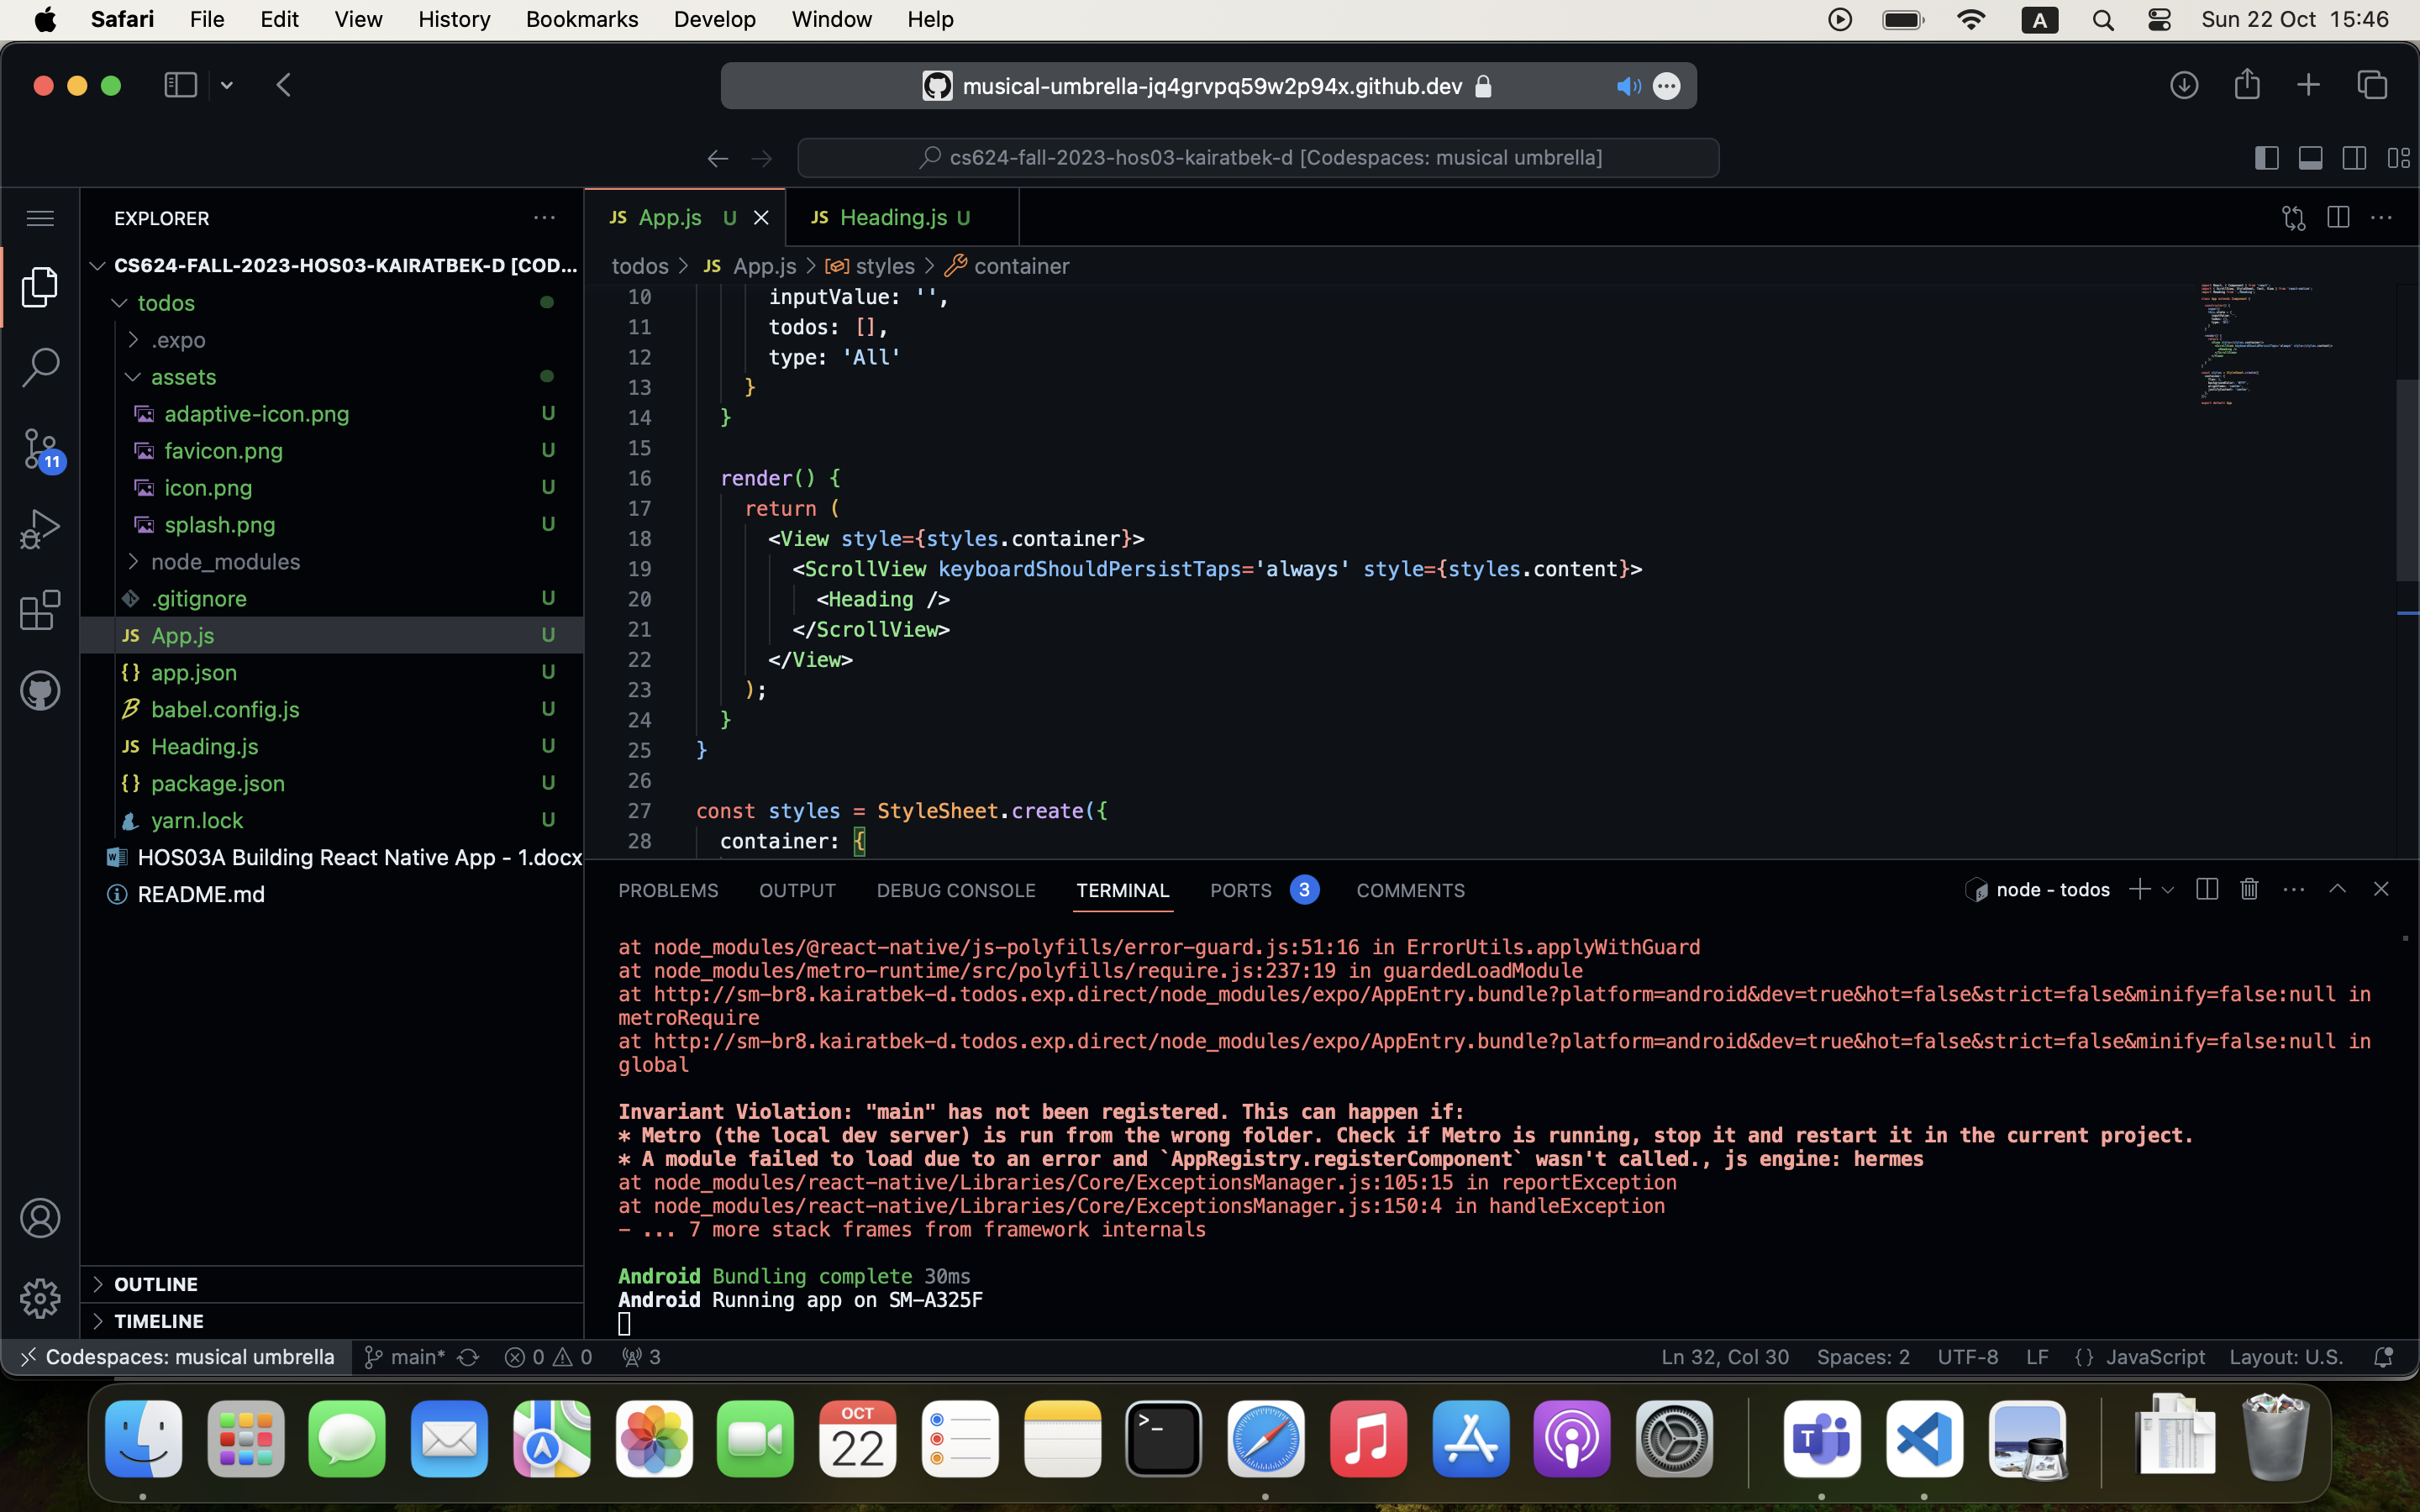 Safari File Edit View History Bookmarks Develop Window Help A Sun 22 Oct 15:46
musical-umbrella-jq4grvpq59w2p94x.github.dev
cs624-fall-2023-hos03-kairatbek-d [Codespaces: musical umbrella]
EXPLORER
CS624-FALL-2023-HOS03-KAIRATBEK-D [COD...
todos
.expo
assets
adaptive-icon.png U
favicon.png U
icon.png U
splash.png U
node_modules
.gitignore U
JS App.js U
{} app.json U
babel.config.js U
JS Heading.js U
{} package.json U
yarn.lock U
HOS03A Building React Native App - 1.docx
README.md
11
OUTLINE
TIMELINE
JS App.js U JS Heading.js U
todos > JS App.js > styles > container
10 inputValue: '',
11 todos: [],
12 type: 'All'
13 }
14 }
15
16 render() {
17 return (
18 <View style={styles.container}>
19 <ScrollView keyboardShouldPersistTaps='always' style={styles.content}>
20 <Heading />
21 </ScrollView>
22 </View>
23 );
24 }
25 }
26
27 const styles = StyleSheet.create({
28 container: {
PROBLEMS OUTPUT DEBUG CONSOLE TERMINAL PORTS 3 COMMENTS node - todos
at node_modules/@react-native/js-polyfills/error-guard.js:51:16 in ErrorUtils.applyWithGuard
at node_modules/metro-runtime/src/polyfills/require.js:237:19 in guardedLoadModule
at http://sm-br8.kairatbek-d.todos.exp.direct/node_modules/expo/AppEntry.bundle?platform=android&dev=true&hot=false&strict=false&minify=false:null in
metroRequire
at http://sm-br8.kairatbek-d.todos.exp.direct/node_modules/expo/AppEntry.bundle?platform=android&dev=true&hot=false&strict=false&minify=false:null in
global
Invariant Violation: "main" has not been registered. This can happen if:
* Metro (the local dev server) is run from the wrong folder. Check if Metro is running, stop it and restart it in the current project.
* A module failed to load due to an error and `AppRegistry.registerComponent` wasn't called., js engine: hermes
at node_modules/react-native/Libraries/Core/ExceptionsManager.js:105:15 in reportException
at node_modules/react-native/Libraries/Core/ExceptionsManager.js:150:4 in handleException
- ... 7 more stack frames from framework internals
Android Bundling complete 30ms
Android Running app on SM-A325F
Codespaces: musical umbrella main* 0 0 3 Ln 32, Col 30 Spaces: 2 UTF-8 LF {} JavaScript Layout: U.S.
OCT
22